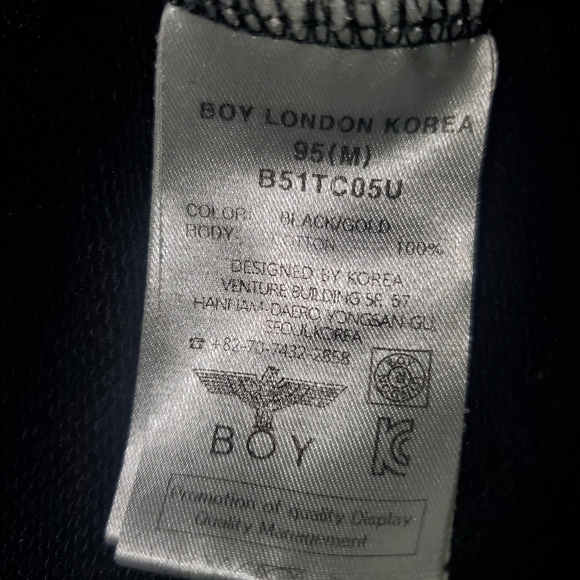 BOY LONDON KOREA
95(M)
B51TC05U
COLOR: BLACK/GOLD
BODY: COTTON 100%
DESIGNED BY KOREA
VENTURE BUILDING 5F, 57,
HANNAM-DAERO YONGSAN-GU,
SEOUL,KOREA
☎ +82-70-7432-2858
BOY
KC
Promotion of quality Display
Quality Management